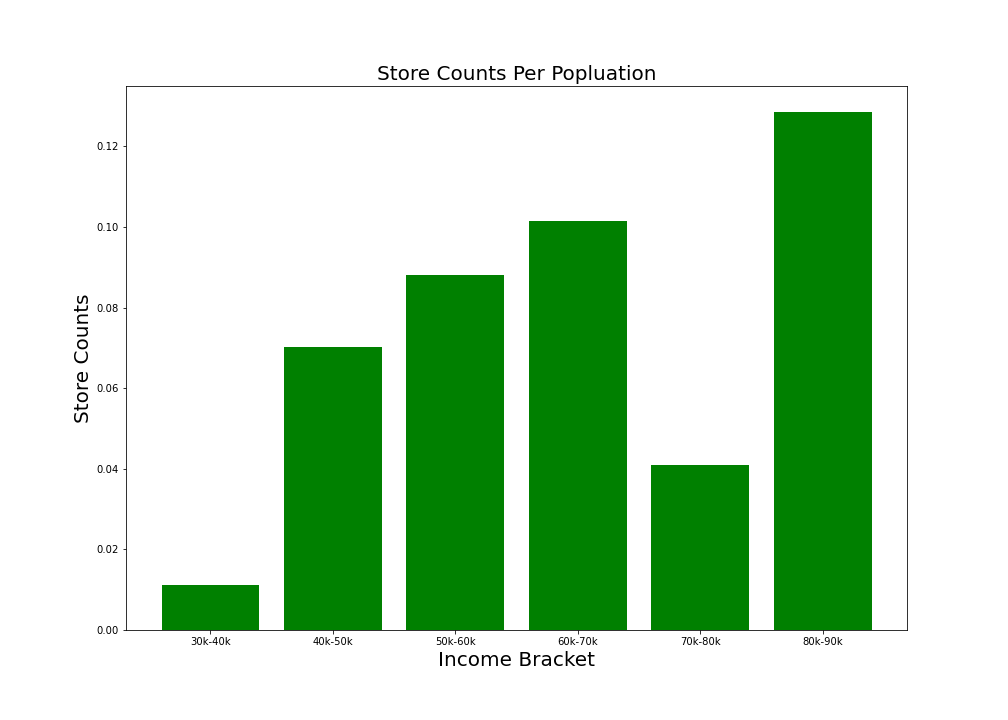 Store Counts Per Popluation
Store Counts
0.12
0.10
0.08
0.06
0.04
0.02
0.00
30k-40k 40k-50k 50k-60k 60k-70k 70k-80k 80k-90k
Income Bracket